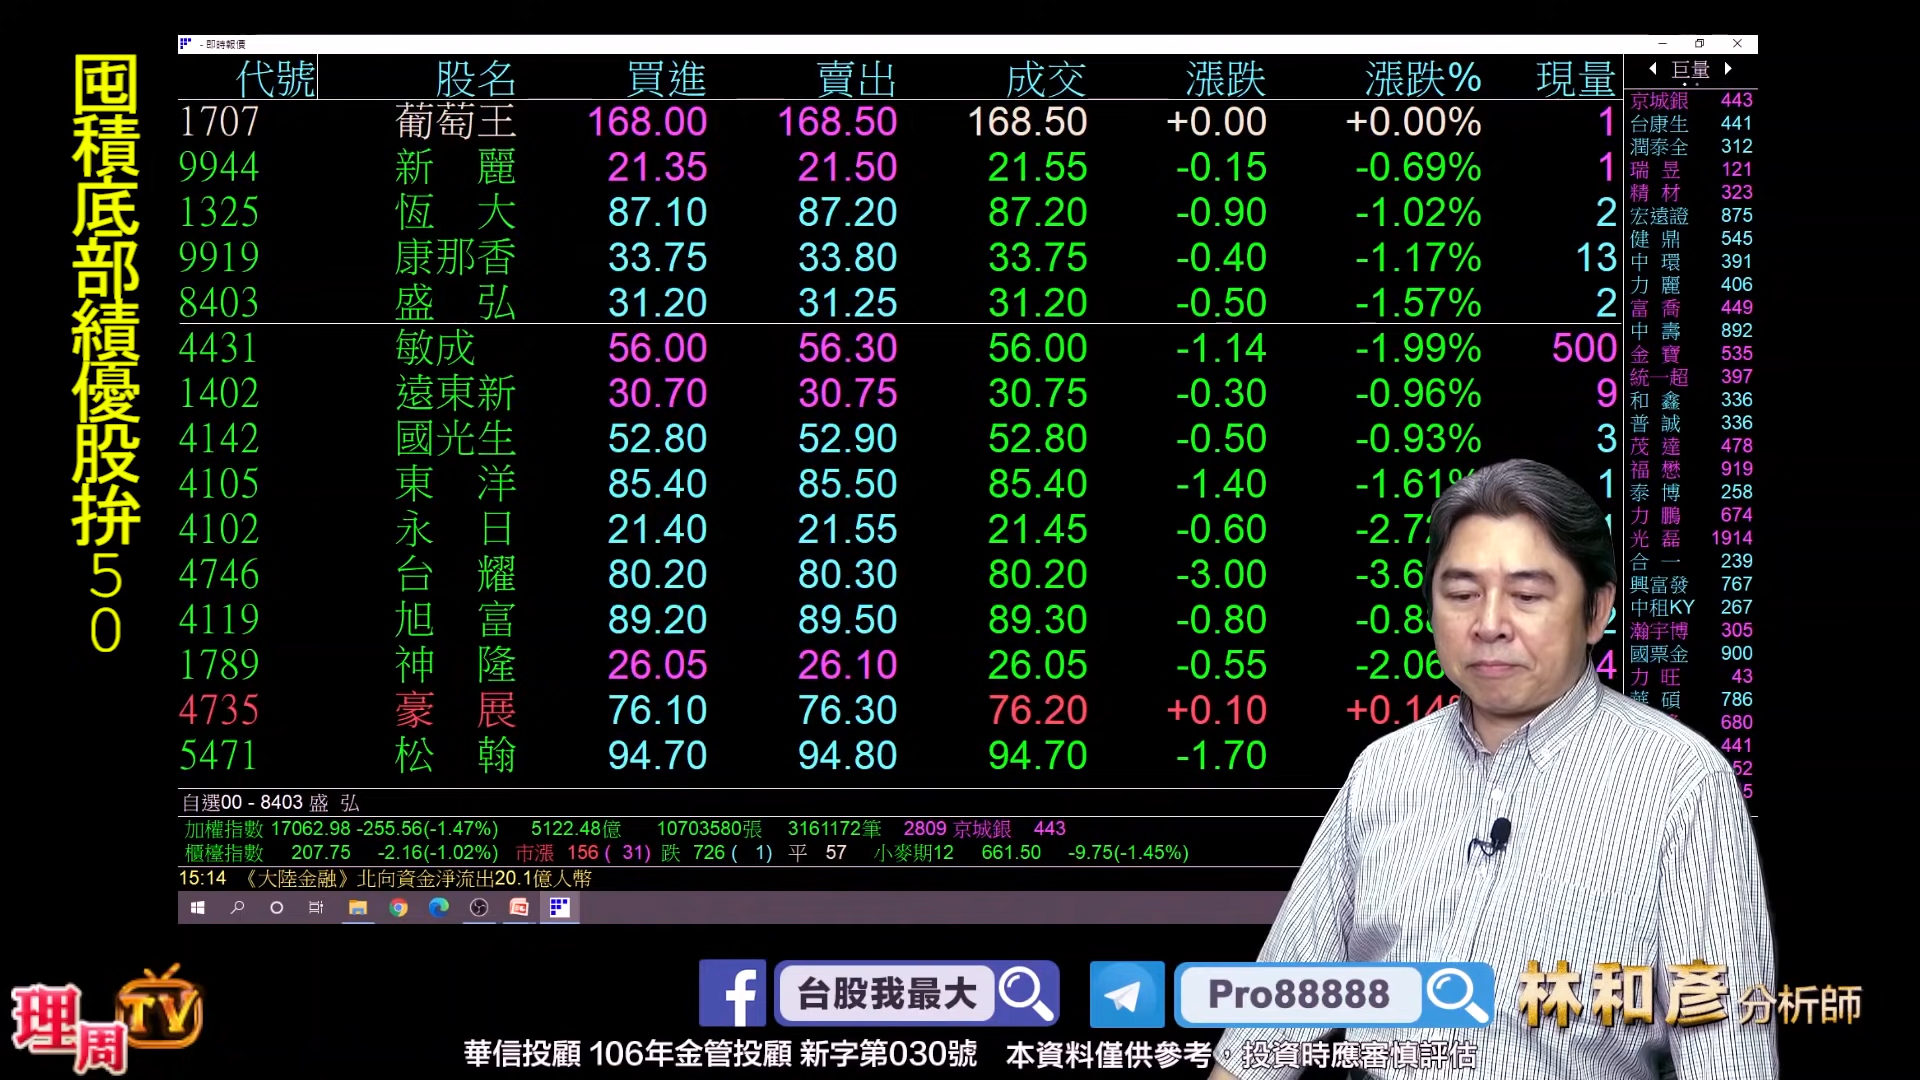 囤積底部績優股拚50
- 即時報價
代號 股名 買進 賣出 成交 漲跌 漲跌% 現量
1707 葡萄王 168.00 168.50 168.50 +0.00 +0.00% 1
9944 新麗 21.35 21.50 21.55 -0.15 -0.69% 1
1325 恆大 87.10 87.20 87.20 -0.90 -1.02% 2
9919 康那香 33.75 33.80 33.75 -0.40 -1.17% 13
8403 盛弘 31.20 31.25 31.20 -0.50 -1.57% 2
4431 敏成 56.00 56.30 56.00 -1.14 -1.99% 500
1402 遠東新 30.70 30.75 30.75 -0.30 -0.96% 9
4142 國光生 52.80 52.90 52.80 -0.50 -0.93% 3
4105 東洋 85.40 85.50 85.40 -1.40 -1.61% 1
4102 永日 21.40 21.55 21.45 -0.60 -2.7
4746 台耀 80.20 80.30 80.20 -3.00 -3.6
4119 旭富 89.20 89.50 89.30 -0.80 -0.8
1789 神隆 26.05 26.10 26.05 -0.55 -2.06 4
4735 豪展 76.10 76.30 76.20 +0.10 +0.14
5471 松翰 94.70 94.80 94.70 -1.70
巨量
京城銀 443
台康生 441
潤泰全 312
瑞昱 121
精材 323
宏遠證 875
健鼎 545
中環 391
力麗 406
富喬 449
中壽 892
金寶 535
統一超 397
和鑫 336
普誠 336
茂達 478
福懋 919
泰博 258
力鵬 674
光磊 1914
合一 239
興富發 767
中租KY 267
瀚宇博 305
國票金 900
力旺 43
華碩 786
680
441
52
5
自選00 - 8403 盛弘
加權指數 17062.98 -255.56(-1.47%) 5122.48億 10703580張 3161172筆 2809 京城銀 443
櫃檯指數 207.75 -2.16(-1.02%) 市漲 156 ( 31) 跌 726 ( 1) 平 57 小麥期12 661.50 -9.75(-1.45%)
15:14 《大陸金融》北向資金淨流出20.1億人幣
理周TV
台股我最大
Pro88888
林和彥 分析師
華信投顧 106年金管投顧 新字第030號 本資料僅供參考，投資時應審慎評估